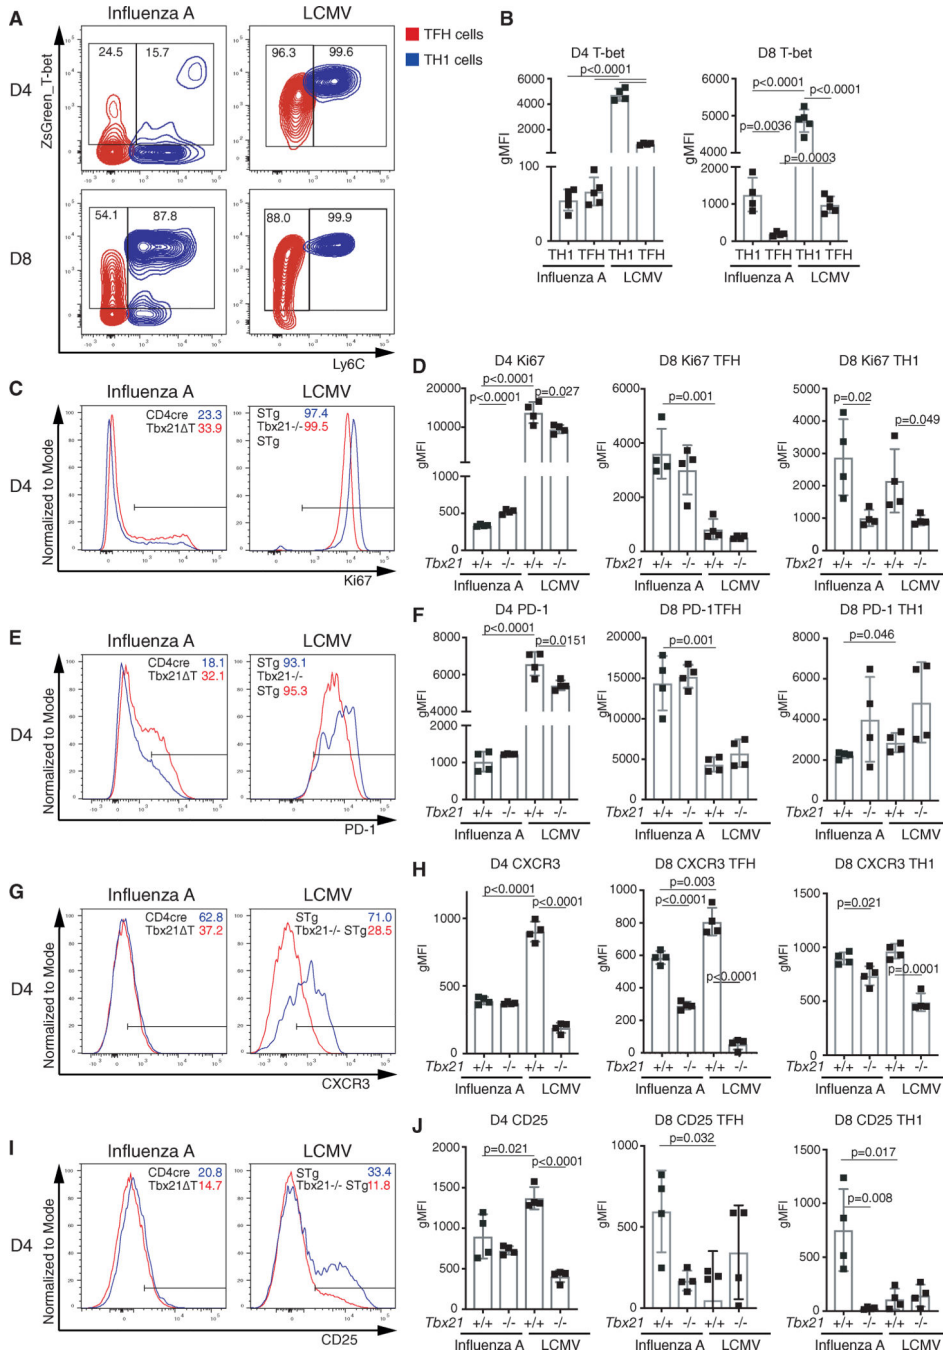 A
Influenza A
LCMV
TFH cells
TH1 cells
D4
ZsGreen_T-bet
24.5
15.7
96.3
99.6
D8
54.1
87.8
88.0
99.9
Ly6C
B
D4 T-bet
D8 T-bet
gMFI
6000
4000
2000
100
0
p<0.0001
TH1 TFH TH1 TFH
Influenza A LCMV
gMFI
6000
5000
4000
2000
1000
0
p<0.0001
p<0.0001
p=0.0036
p=0.0003
TH1 TFH TH1 TFH
Influenza A LCMV
C
Influenza A
LCMV
D4
Normalized to Mode
CD4cre 23.3
Tbx21ΔT 33.9
STg 97.4
Tbx21-/- 99.5
STg
Ki67
D
D4 Ki67
D8 Ki67 TFH
D8 Ki67 TH1
gMFI
20000
15000
10000
1000
500
0
p<0.0001
p<0.0001
p=0.027
Tbx21 +/+ -/- +/+ -/-
Influenza A LCMV
gMFI
6000
4000
2000
0
p=0.001
+/+ -/- +/+ -/-
Influenza A LCMV
gMFI
6000
5000
4000
3000
2000
1000
0
p=0.02
p=0.049
Tbx21 +/+ -/- +/+ -/-
Influenza A LCMV
E
Influenza A
LCMV
D4
Normalized to Mode
CD4cre 18.1
Tbx21ΔT 32.1
STg 93.1
Tbx21-/-
STg 95.3
PD-1
F
D4 PD-1
D8 PD-1TFH
D8 PD-1 TH1
gMFI
8000
6000
4000
2000
1000
0
p<0.0001
p=0.0151
Tbx21 +/+ -/- +/+ -/-
Influenza A LCMV
gMFI
20000
15000
10000
5000
0
p=0.001
Tbx21 +/+ -/- +/+ -/-
Influenza A LCMV
gMFI
8000
6000
4000
2000
0
p=0.046
Tbx21 +/+ -/- +/+ -/-
Influenza A LCMV
G
Influenza A
LCMV
D4
Normalized to Mode
CD4cre 62.8
Tbx21ΔT 37.2
STg 71.0
Tbx21-/- STg 28.5
CXCR3
H
D4 CXCR3
D8 CXCR3 TFH
D8 CXCR3 TH1
gMFI
1000
500
0
p<0.0001
p<0.0001
Tbx21 +/+ -/- +/+ -/-
Influenza A LCMV
gMFI
1000
800
600
400
200
0
p=0.003
p<0.0001
p<0.0001
Tbx21 +/+ -/- +/+ -/-
Influenza A LCMV
gMFI
1500
1000
500
0
p=0.021
p=0.0001
Tbx21 +/+ -/- +/+ -/-
Influenza A LCMV
I
Influenza A
LCMV
D4
Normalized to Mode
CD4cre 20.8
Tbx21ΔT 14.7
STg 33.4
Tbx21-/- STg 11.8
CD25
J
D4 CD25
D8 CD25 TFH
D8 CD25 TH1
gMFI
2000
1500
1000
500
0
p=0.021
p<0.0001
Tbx21 +/+ -/- +/+ -/-
Influenza A LCMV
gMFI
1000
500
0
p=0.032
Tbx21 +/+ -/- +/+ -/-
Influenza A LCMV
gMFI
1500
1000
500
0
p=0.017
p=0.008
Tbx21 +/+ -/- +/+ -/-
Influenza A LCMV